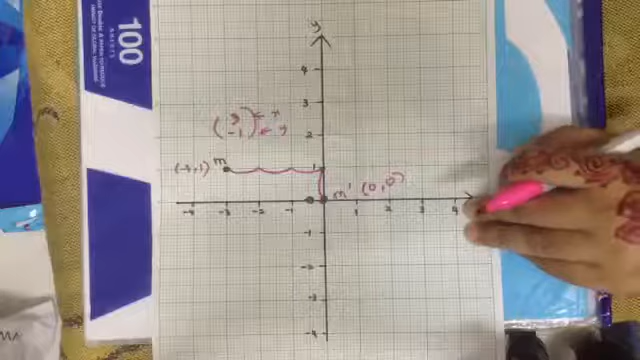 100
SHEETS
y
4
3
(3 ← x
-1) ← y
2
(-3,1) m
1
m' (0,0)
-4 -3 -2 -1 1 2 3 4
-1
-2
-3
-4